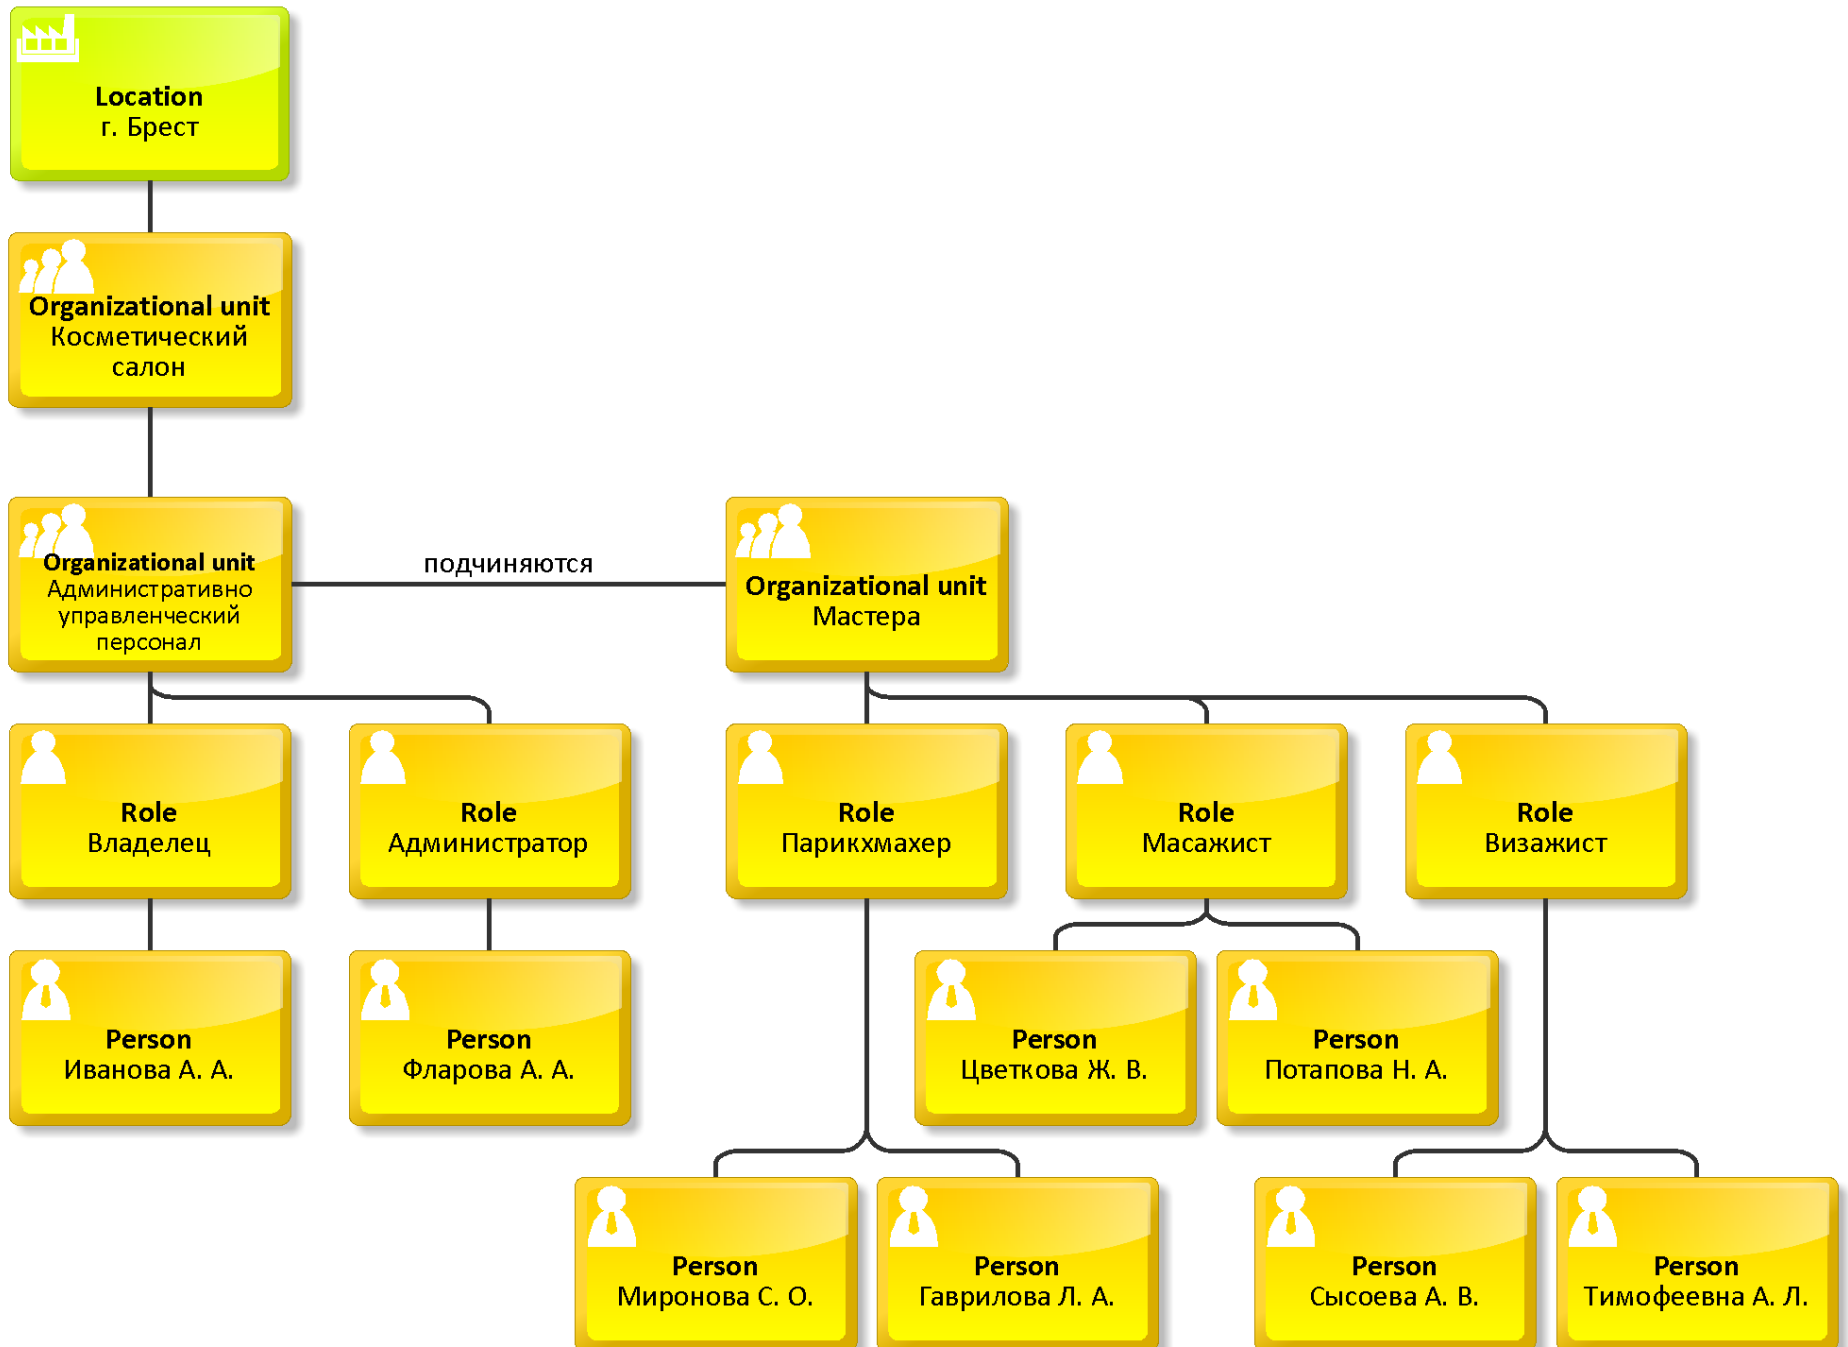 Location
г. Брест
Organizational unit
Косметический
салон
Organizational unit
Административно
управленческий
персонал
подчиняются
Organizational unit
Мастера
Role
Владелец
Role
Администратор
Role
Парикхмахер
Role
Масажист
Role
Визажист
Person
Иванова А. А.
Person
Фларова А. А.
Person
Цветкова Ж. В.
Person
Потапова Н. А.
Person
Миронова С. О.
Person
Гаврилова Л. А.
Person
Сысоева А. В.
Person
Тимофеевна А. Л.